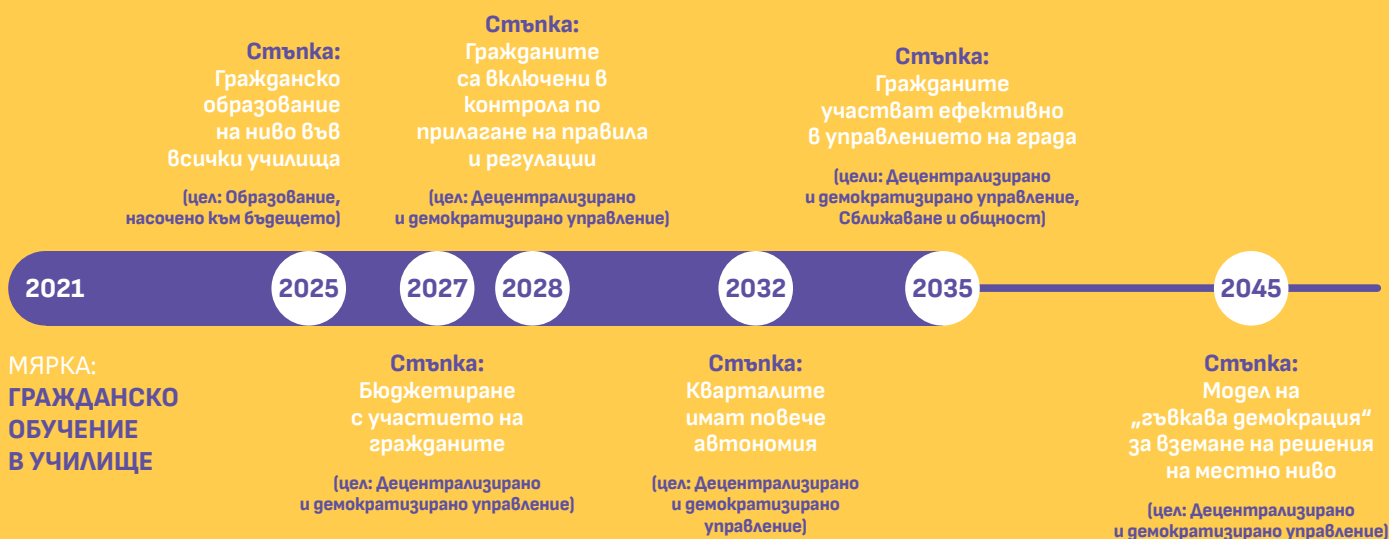 Стъпка:
Гражданско
образование
на ниво във
всички училища
(цел: Образование,
насочено към бъдещето)
Стъпка:
Гражданите
са включени в
контрола по
прилагане на правила
и регулации
(цел: Децентрализирано
и демократизирано управление)
Стъпка:
Гражданите
участват ефективно
в управлението на града
(цели: Децентрализирано
и демократизирано управление,
Сближаване и общност)
2021
2025
2027
2028
2032
2035
2045
МЯРКА:
ГРАЖДАНСКО
ОБУЧЕНИЕ
В УЧИЛИЩЕ
Стъпка:
Бюджетиране
с участието на
гражданите
(цел: Децентрализирано
и демократизирано управление)
Стъпка:
Кварталите
имат повече
автономия
(цел: Децентрализирано
и демократизирано
управление)
Стъпка:
Модел на
„гъвкава демокрация“
за вземане на решения
на местно ниво
(цел: Децентрализирано
и демократизирано управление)